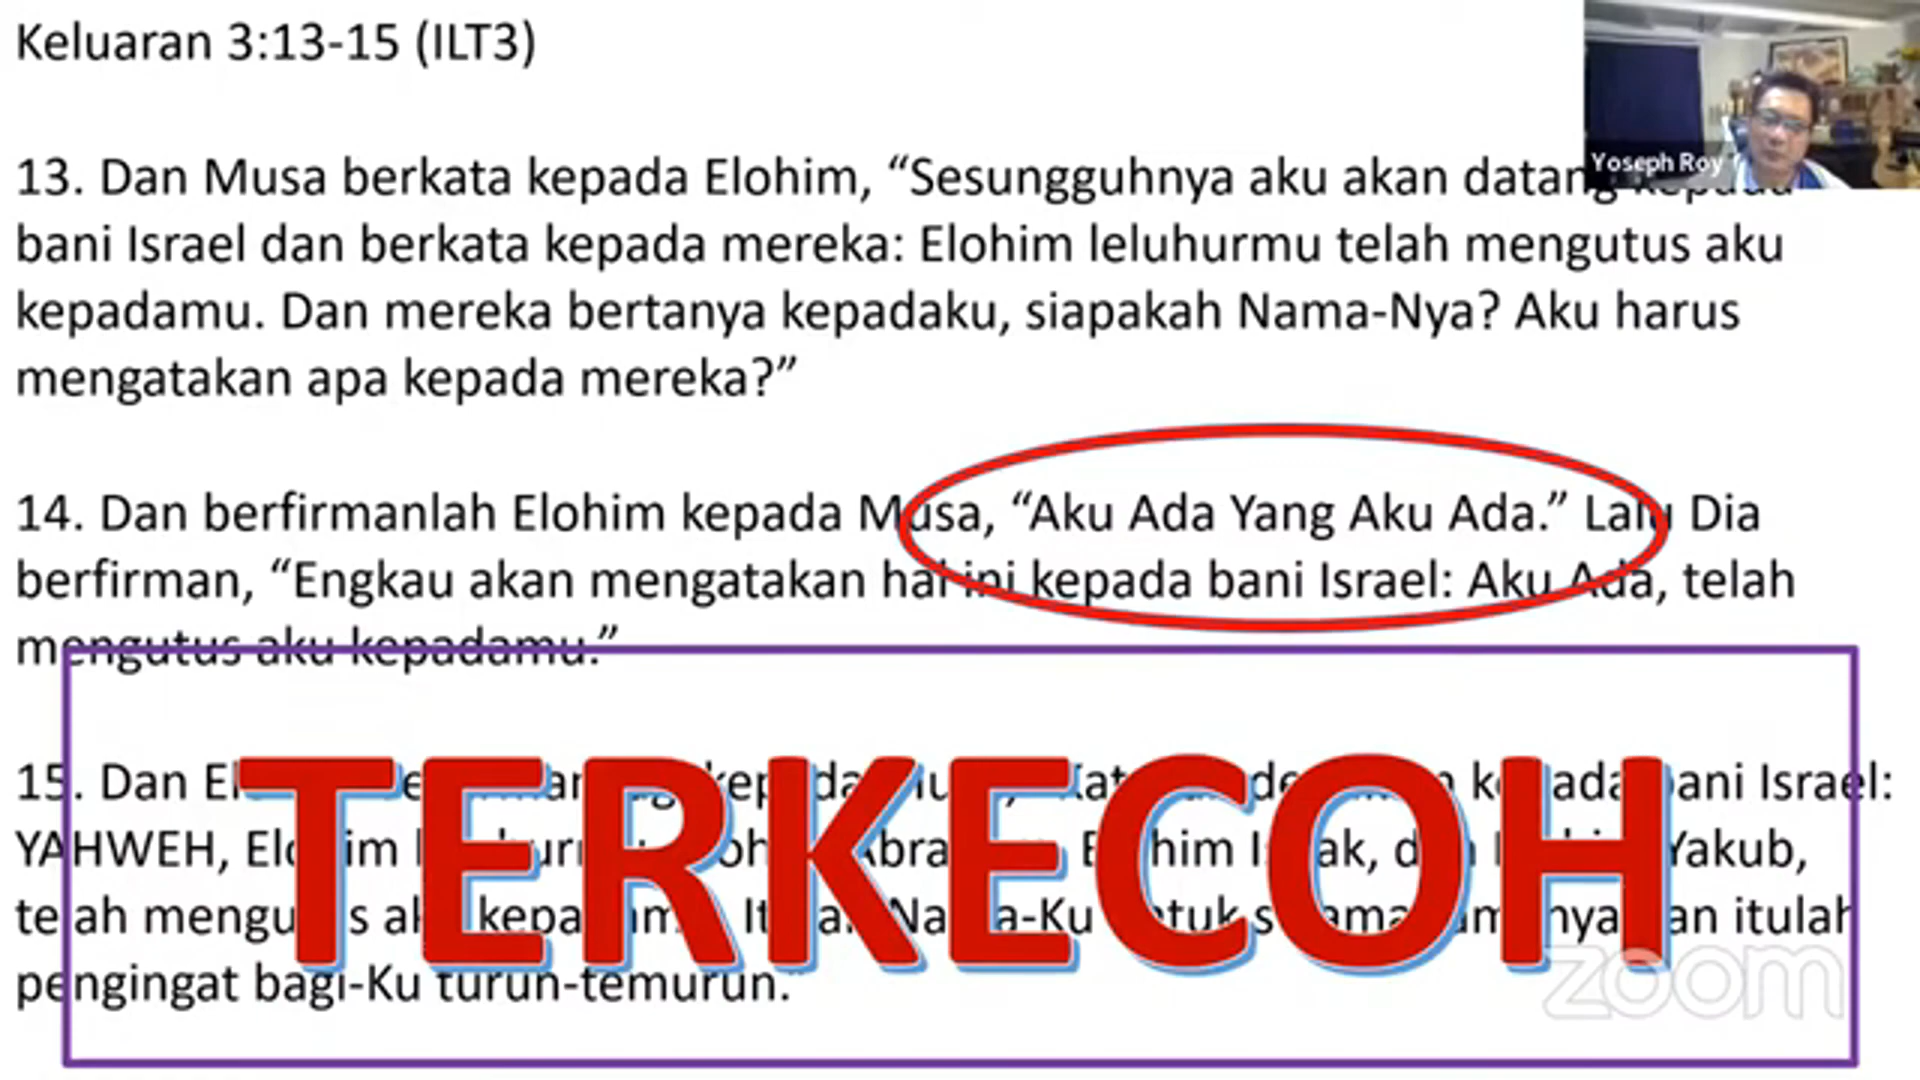 Keluaran 3:13-15 (ILT3)
Yoseph Roy
13. Dan Musa berkata kepada Elohim, “Sesungguhnya aku akan datang kepada
bani Israel dan berkata kepada mereka: Elohim leluhurmu telah mengutus aku
kepadamu. Dan mereka bertanya kepadaku, siapakah Nama-Nya? Aku harus
mengatakan apa kepada mereka?”
14. Dan berfirmanlah Elohim kepada Musa, “Aku Ada Yang Aku Ada.” Lalu Dia
berfirman, “Engkau akan mengatakan hal ini kepada bani Israel: Aku Ada, telah
mengutus aku kepadamu.”
15. Dan kepada bani Israel:
YAHWEH, Yakub,
telah itulah
pengingat bagi-Ku turun-temurun.”
TERKECOH
zoom